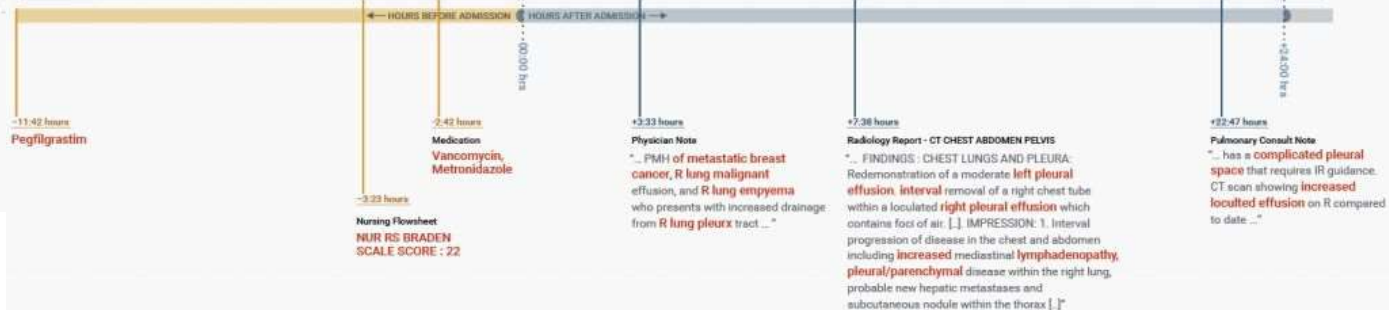 HOURS BEFORE ADMISSION
HOURS AFTER ADMISSION
00:00 hrs
+24:00 hrs
-11:42 hours
Pegfilgrastim
-3:23 hours
Nursing Flowsheet
NUR RS BRADEN
SCALE SCORE : 22
-2:42 hours
Medication
Vancomycin,
Metronidazole
+3:33 hours
Physician Note
"... PMH of metastatic breast
cancer, R lung malignant
effusion, and R lung empyema
who presents with increased drainage
from R lung pleurx tract ..."
+7:38 hours
Radiology Report - CT CHEST ABDOMEN PELVIS
"... FINDINGS : CHEST LUNGS AND PLEURA:
Redemonstration of a moderate left pleural
effusion. interval removal of a right chest tube
within a loculated right pleural effusion which
contains foci of air. [..]. IMPRESSION: 1. Interval
progression of disease in the chest and abdomen
including increased mediastinal lymphadenopathy,
pleural/parenchymal disease within the right lung,
probable new hepatic metastases and
subcutaneous nodule within the thorax [..]"
+22:47 hours
Pulmonary Consult Note
"... has a complicated pleural
space that requires IR guidance.
CT scan showing increased
loculted effusion on R compared
to date ..."